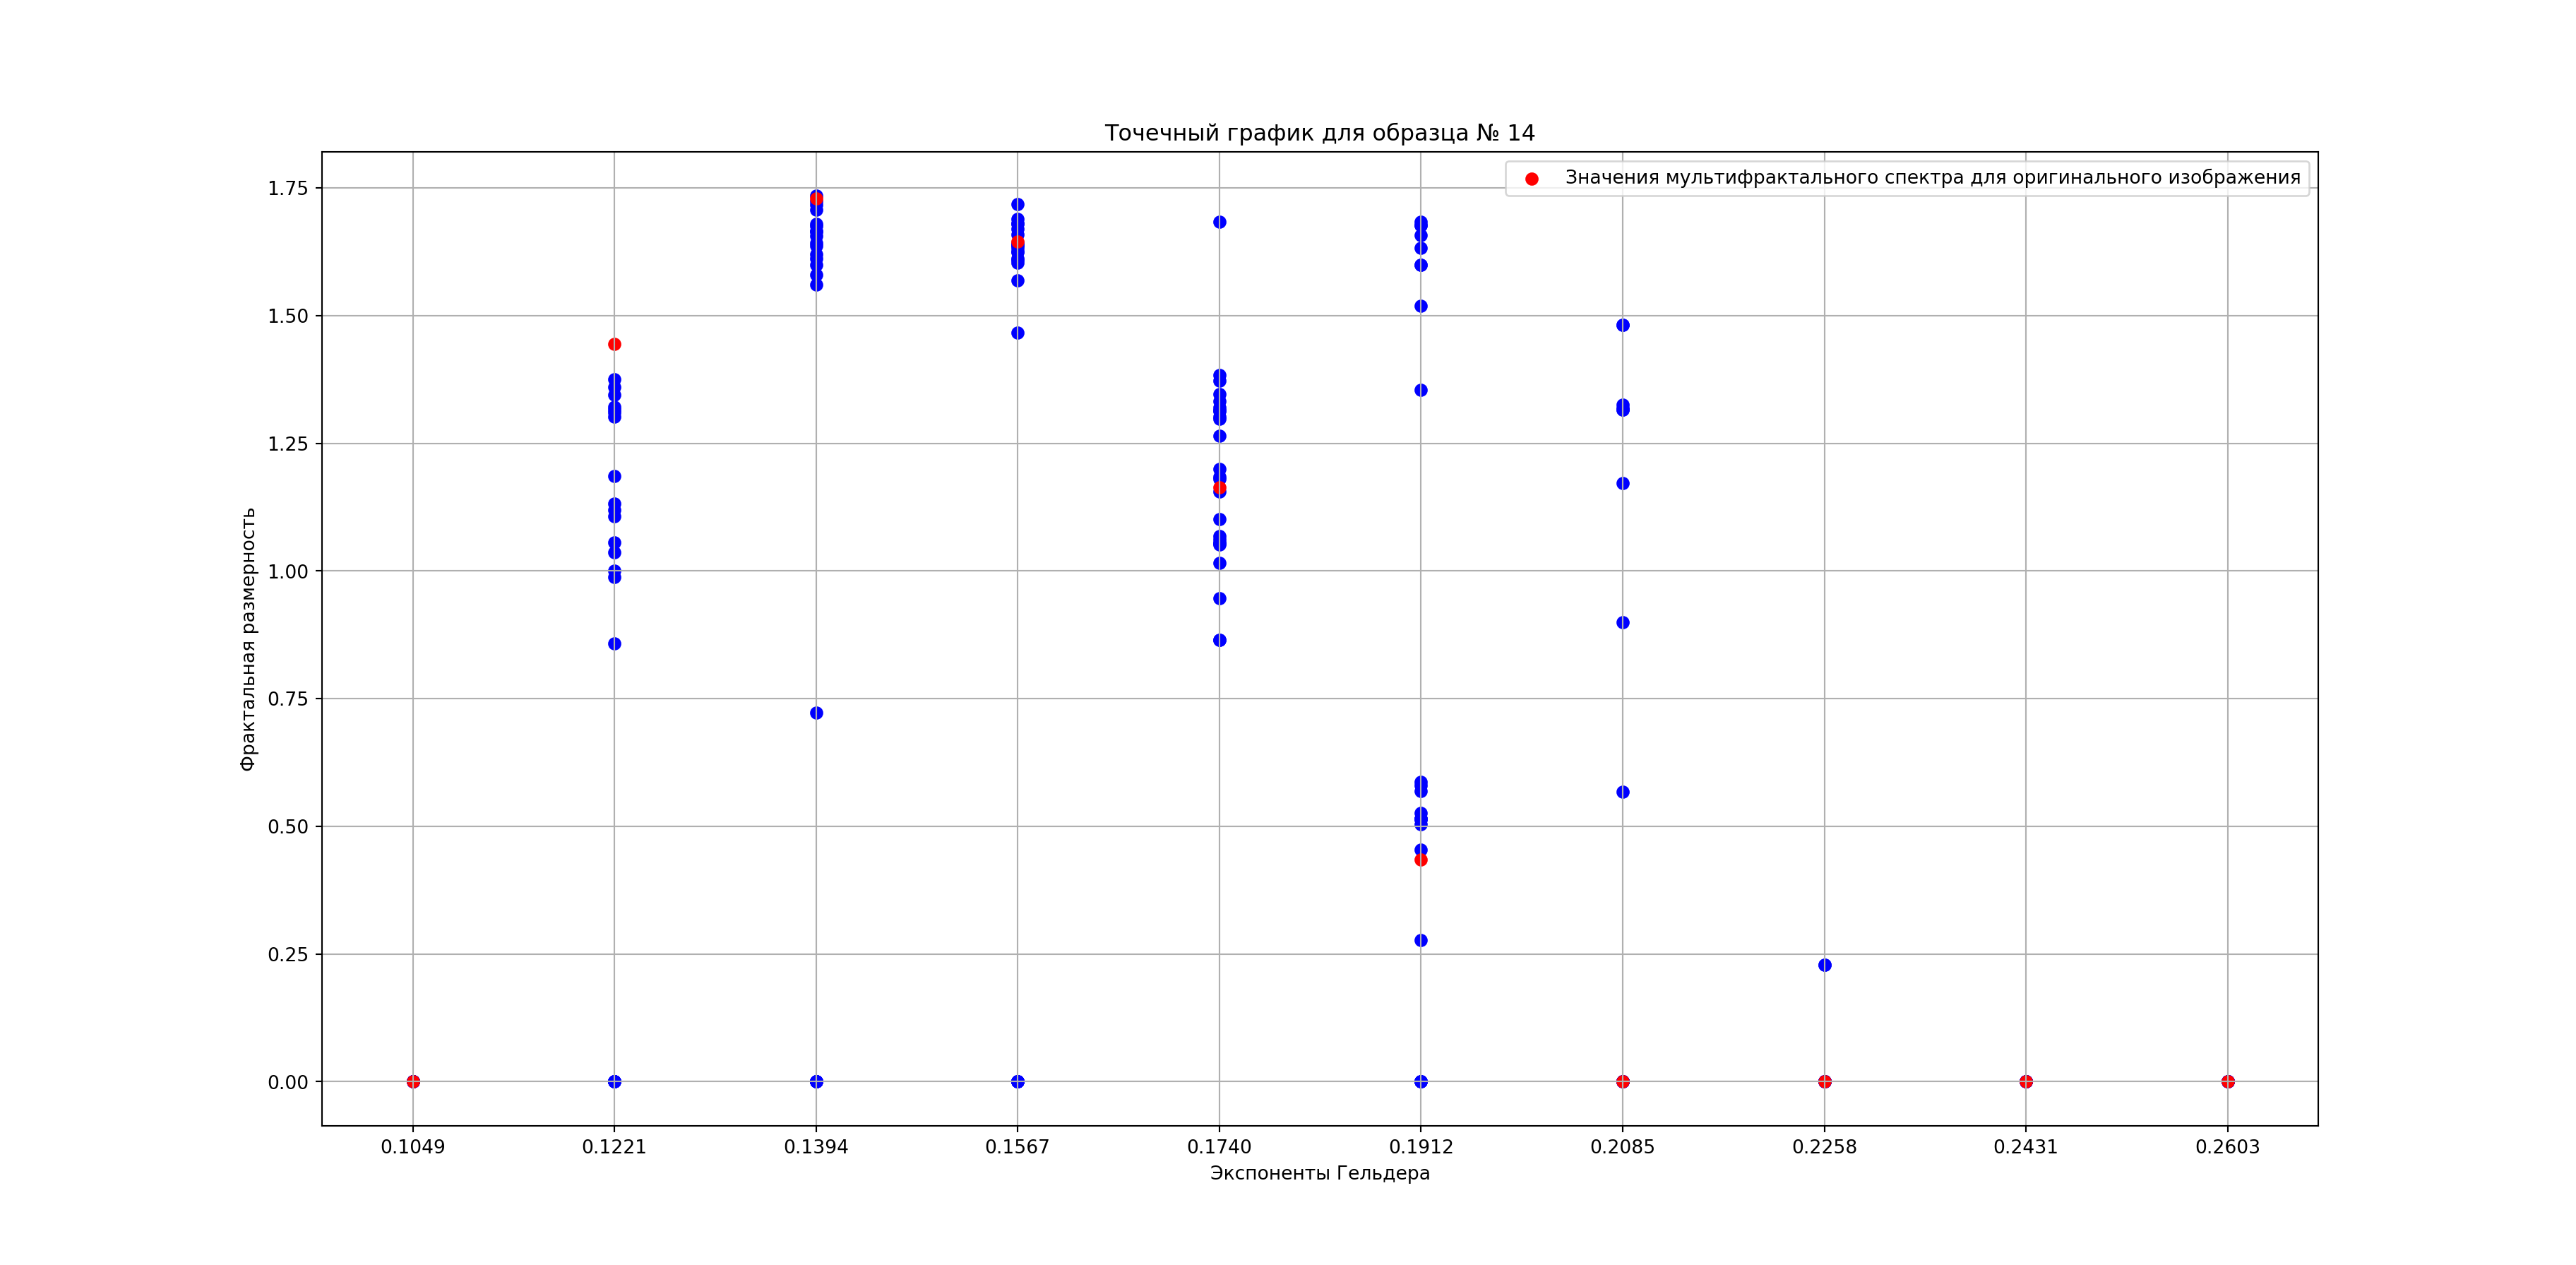 Точечный график для образца № 14
Значения мультифрактального спектра для оригинального изображения
1.75
1.50
1.25
1.00
0.75
0.50
0.25
0.00
Фрактальная размерность
0.1049 0.1221 0.1394 0.1567 0.1740 0.1912 0.2085 0.2258 0.2431 0.2603
Экспоненты Гельдера